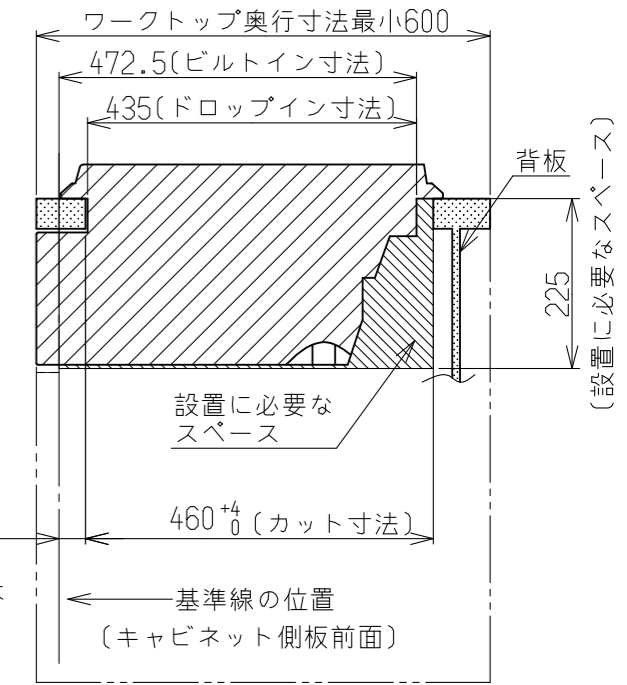 ワークトップ奥行寸法最小600
472.5(ビルトイン寸法)
435(ドロップイン寸法)
背板
225
(設置に必要なスペース)
設置に必要な
スペース
460 +4 0 (カット寸法)
基準線の位置
(キャビネット側板前面)